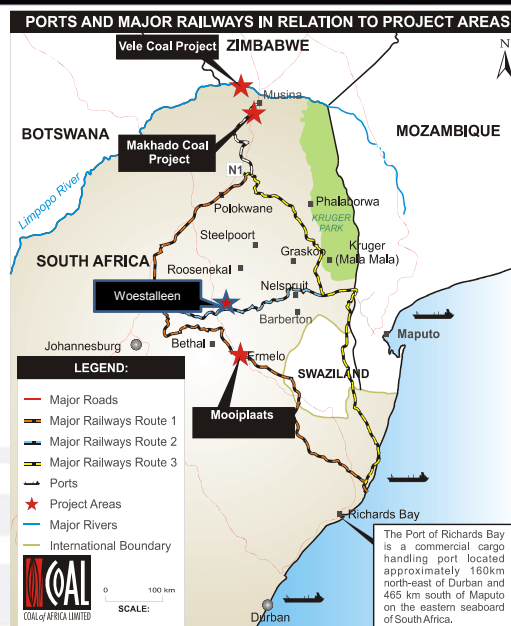 PORTS AND MAJOR RAILWAYS IN RELATION TO PROJECT AREAS
Vele Coal Project
ZIMBABWE
N
Musina
BOTSWANA
MOZAMBIQUE
Makhado Coal
Project
N1
Limpopo River
Phalaborwa
Polokwane
KRUGER
PARK
Steelpoort
Graskop
Kruger
(Mala Mala)
SOUTH AFRICA
Roosenekal
Woestalleen
Nelspruit
Barberton
Maputo
Johannesburg
Bethal
Ermelo
SWAZILAND
Mooiplaats
LEGEND:
Major Roads
Major Railways Route 1
Major Railways Route 2
Major Railways Route 3
Ports
Project Areas
Major Rivers
International Boundary
COAL
COAL of AFRICA LIMITED
0 100 km
SCALE:
Richards Bay
Durban
The Port of Richards Bay
is a commercial cargo
handling port located
approximately 160km
north-east of Durban and
465 km south of Maputo
on the eastern seaboard
of South Africa.